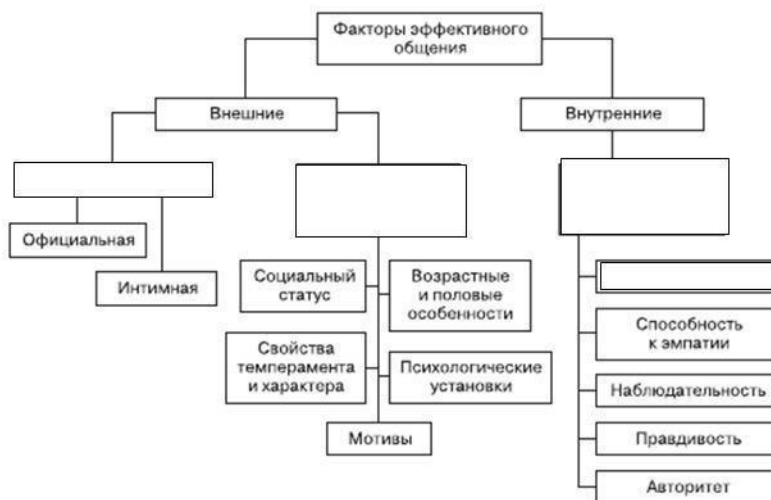 Факторы эффективного
общения
Внешние
Внутренние
Официальная
Интимная
Социальный
статус
Возрастные
и половые
особенности
Свойства
темперамента
и характера
Психологические
установки
Мотивы
Способность
к эмпатии
Наблюдательность
Правдивость
Авторитет